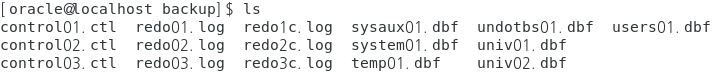 [oracle@localhost backup]$ ls
control01.ctl redo01.log redo1c.log sysaux01.dbf undotbs01.dbf users01.dbf
control02.ctl redo02.log redo2c.log system01.dbf univ01.dbf
control03.ctl redo03.log redo3c.log temp01.dbf univ02.dbf